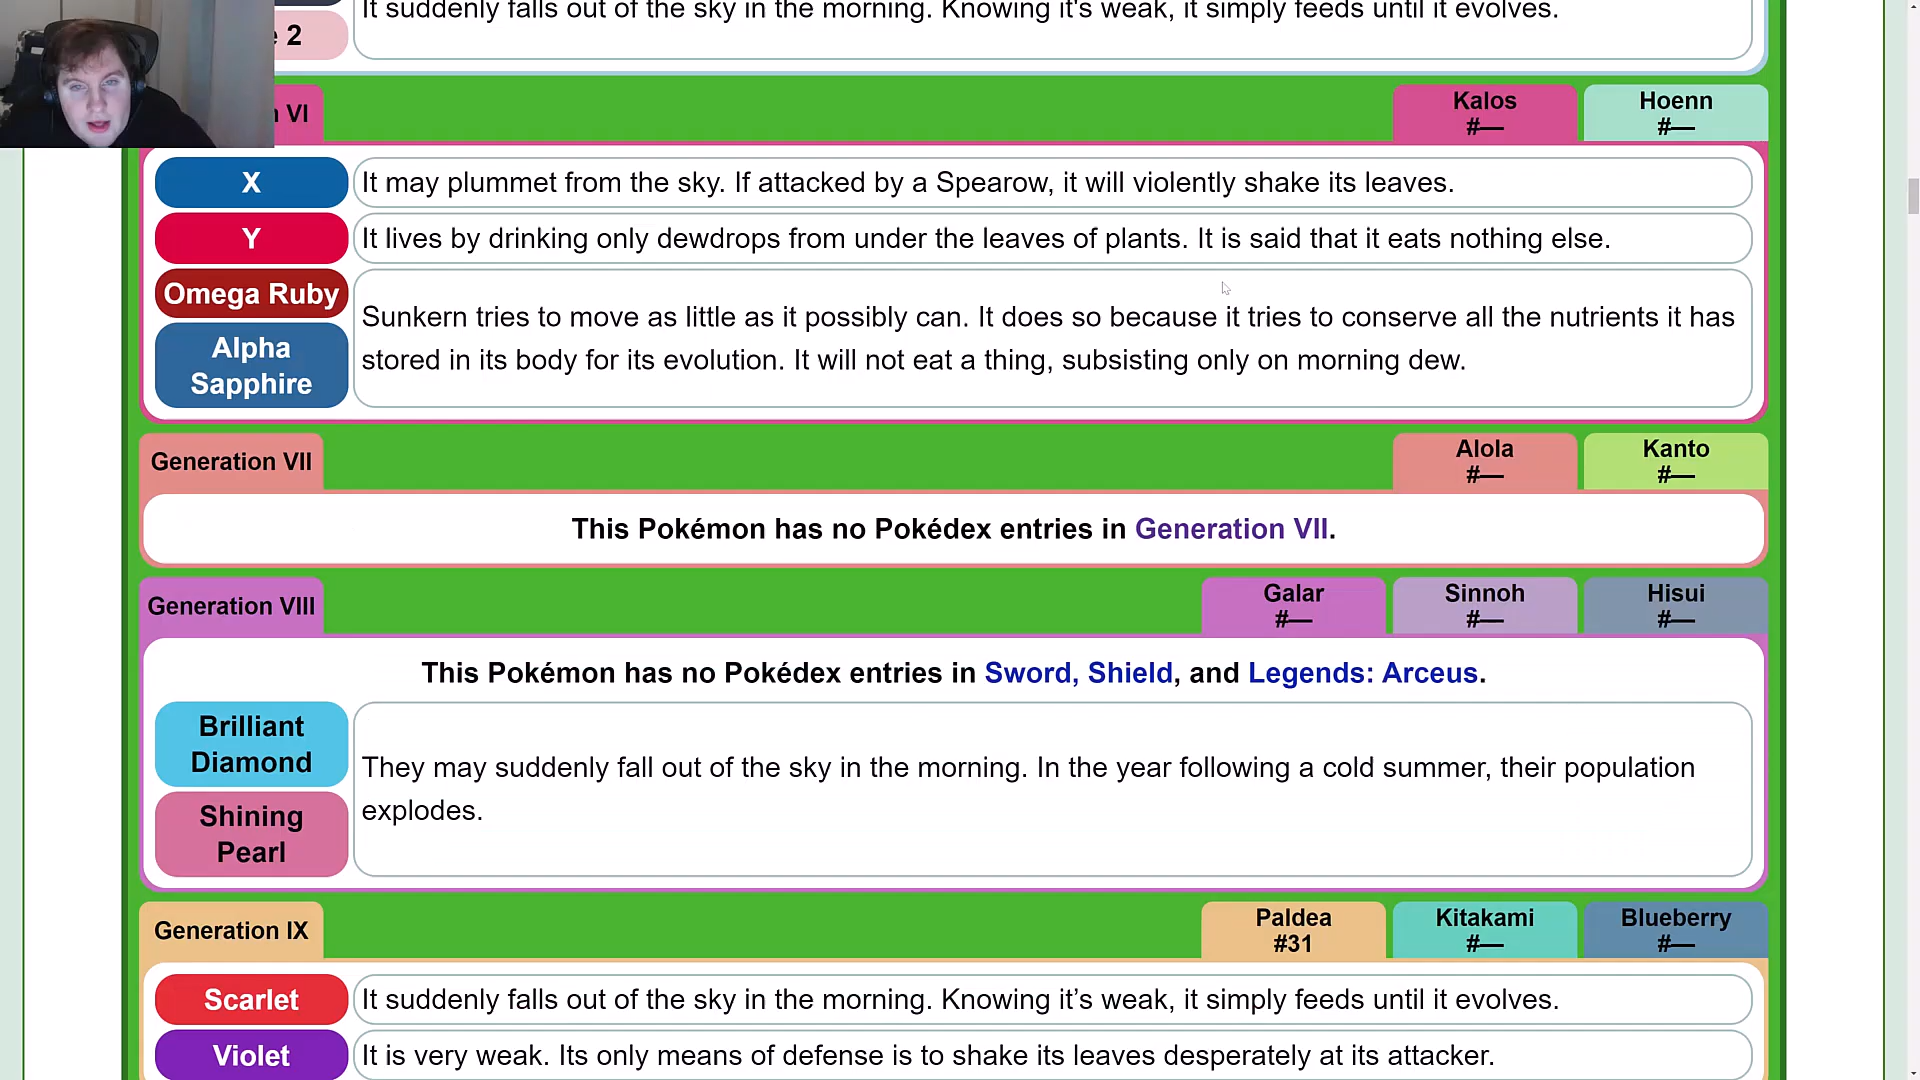 It suddenly falls out of the sky in the morning. Knowing it's weak, it simply feeds until it evolves.
2
VI
Kalos
#—
Hoenn
#—
X
It may plummet from the sky. If attacked by a Spearow, it will violently shake its leaves.
Y
It lives by drinking only dewdrops from under the leaves of plants. It is said that it eats nothing else.
Omega Ruby
Alpha
Sapphire
Sunkern tries to move as little as it possibly can. It does so because it tries to conserve all the nutrients it has
stored in its body for its evolution. It will not eat a thing, subsisting only on morning dew.
Generation VII
Alola
#—
Kanto
#—
This Pokémon has no Pokédex entries in Generation VII.
Generation VIII
Galar
#—
Sinnoh
#—
Hisui
#—
This Pokémon has no Pokédex entries in Sword, Shield, and Legends: Arceus.
Brilliant
Diamond
Shining
Pearl
They may suddenly fall out of the sky in the morning. In the year following a cold summer, their population
explodes.
Generation IX
Paldea
#31
Kitakami
#—
Blueberry
#—
Scarlet
It suddenly falls out of the sky in the morning. Knowing it’s weak, it simply feeds until it evolves.
Violet
It is very weak. Its only means of defense is to shake its leaves desperately at its attacker.